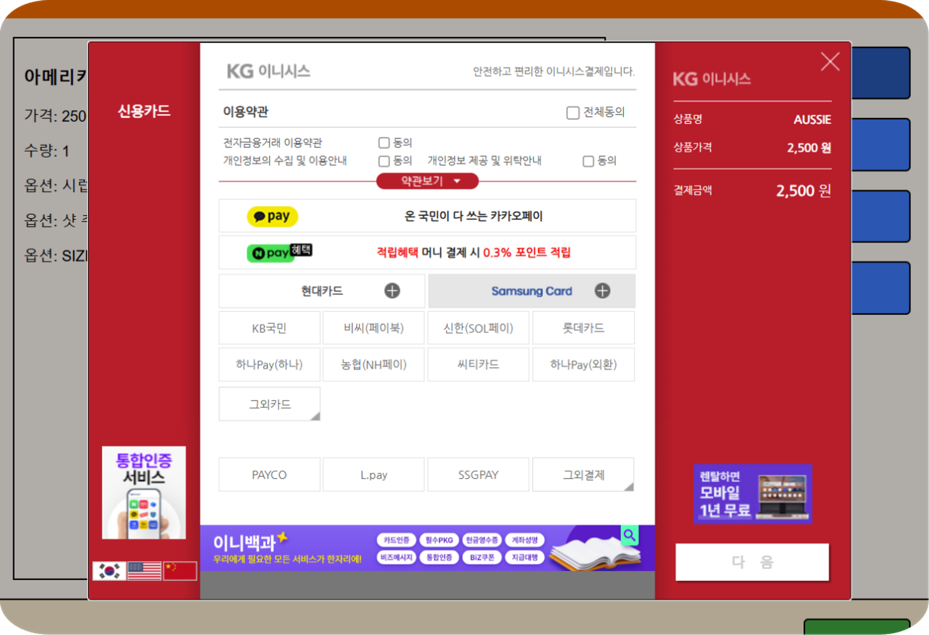 아메리카
가격: 250
수량: 1
옵션: 시럽
옵션: 샷
옵션: SIZE
신용카드
통합인증
서비스
KG 이니시스
안전하고 편리한 이니시스결제입니다.
이용약관
전체동의
전자금융거래 이용약관
동의
개인정보의 수집 및 이용안내
동의
개인정보 제공 및 위탁안내
동의
약관보기
pay
온 국민이 다 쓰는 카카오페이
N pay 혜택
적립혜택 머니 결제 시 0.3% 포인트 적립
현대카드
Samsung Card
KB국민
비씨(페이북)
신한(SOL페이)
롯데카드
하나Pay(하나)
농협(NH페이)
씨티카드
하나Pay(외환)
그외카드
PAYCO
L.pay
SSGPAY
그외결제
이니백과
우리에게 필요한 모든 서비스가 한자리에!
카드인증
필수PKG
현금영수증
계좌성명
비즈메시지
통합인증
BIZ쿠폰
지급대행
KG 이니시스
상품명
AUSSIE
상품가격
2,500 원
결제금액
2,500 원
렌탈하면
모바일
1년 무료
다 음